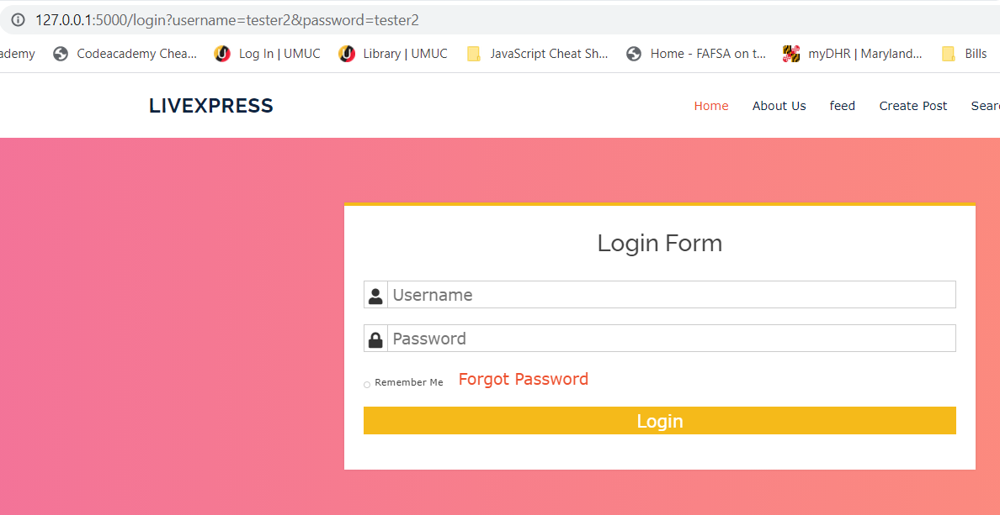 127.0.0.1:5000/login?username=tester2&password=tester2
ademy Codeacademy Chea... Log In | UMUC Library | UMUC JavaScript Cheat Sh... Home - FAFSA on t... myDHR | Maryland... Bills
LIVEXPRESS Home About Us feed Create Post Sear
Login Form
Username
Password
Remember Me Forgot Password
Login